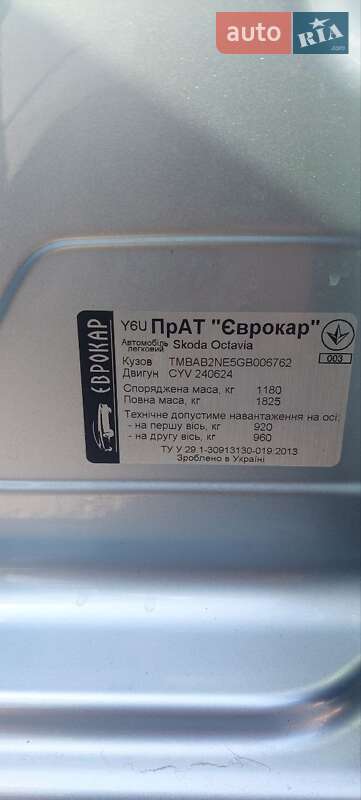 auto RIA
.com
ЄВРОКАР
Y6U ПрАТ "Єврокар"
Автомобіль легковий Skoda Octavia
Кузов TMBAB2NE5GB006762
Двигун CYV 240624
003
Споряджена маса, кг 1180
Повна маса, кг 1825
Технічне допустиме навантаження на осі:
- на першу вісь, кг 920
- на другу вісь, кг 960
ТУ У 29.1-30913130-019:2013
Зроблено в Україні